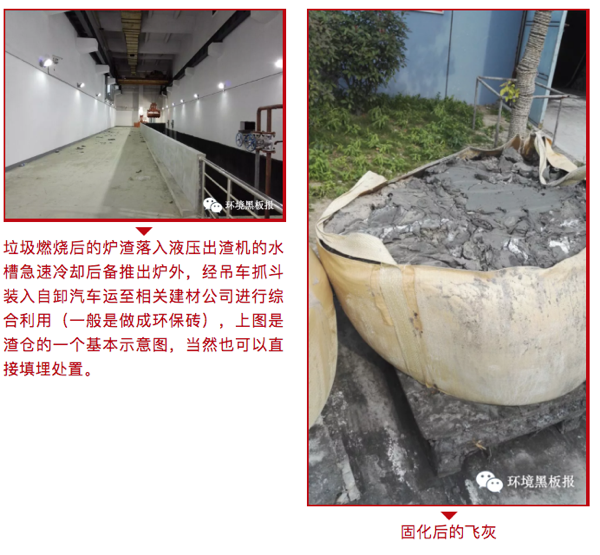 环境黑板报
垃圾燃烧后的炉渣落入液压出渣机的水
槽急速冷却后备推出炉外，经吊车抓斗
装入自卸汽车运至相关建材公司进行综
合利用（一般是做成环保砖），上图是
渣仓的一个基本示意图，当然也可以直
接填埋处置。
环境黑板报
固化后的飞灰